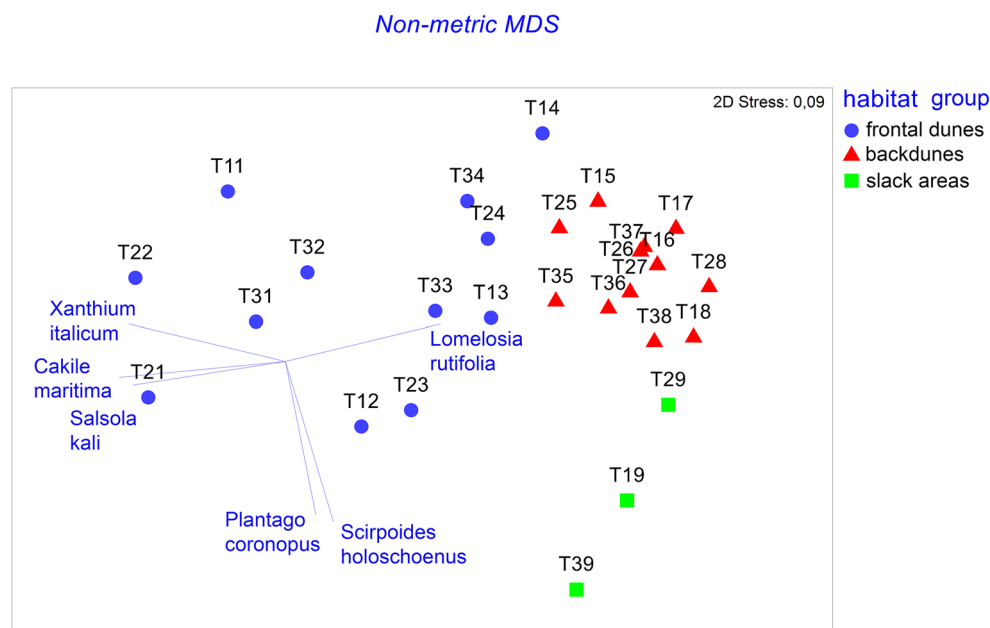 Non-metric MDS
2D Stress: 0,09
habitat group
frontal dunes
backdunes
slack areas
T14
T11
T34
T15
T25
T17
T24
T37
T16
T26
T22
T32
T27
T28
T35
T36
T33
T13
T31
T38
T18
Xanthium
italicum
Lomelosia
rutifolia
Cakile
maritima
T21
T29
T23
T12
Salsola
kali
T19
Plantago
coronopus
Scirpoides
holoschoenus
T39